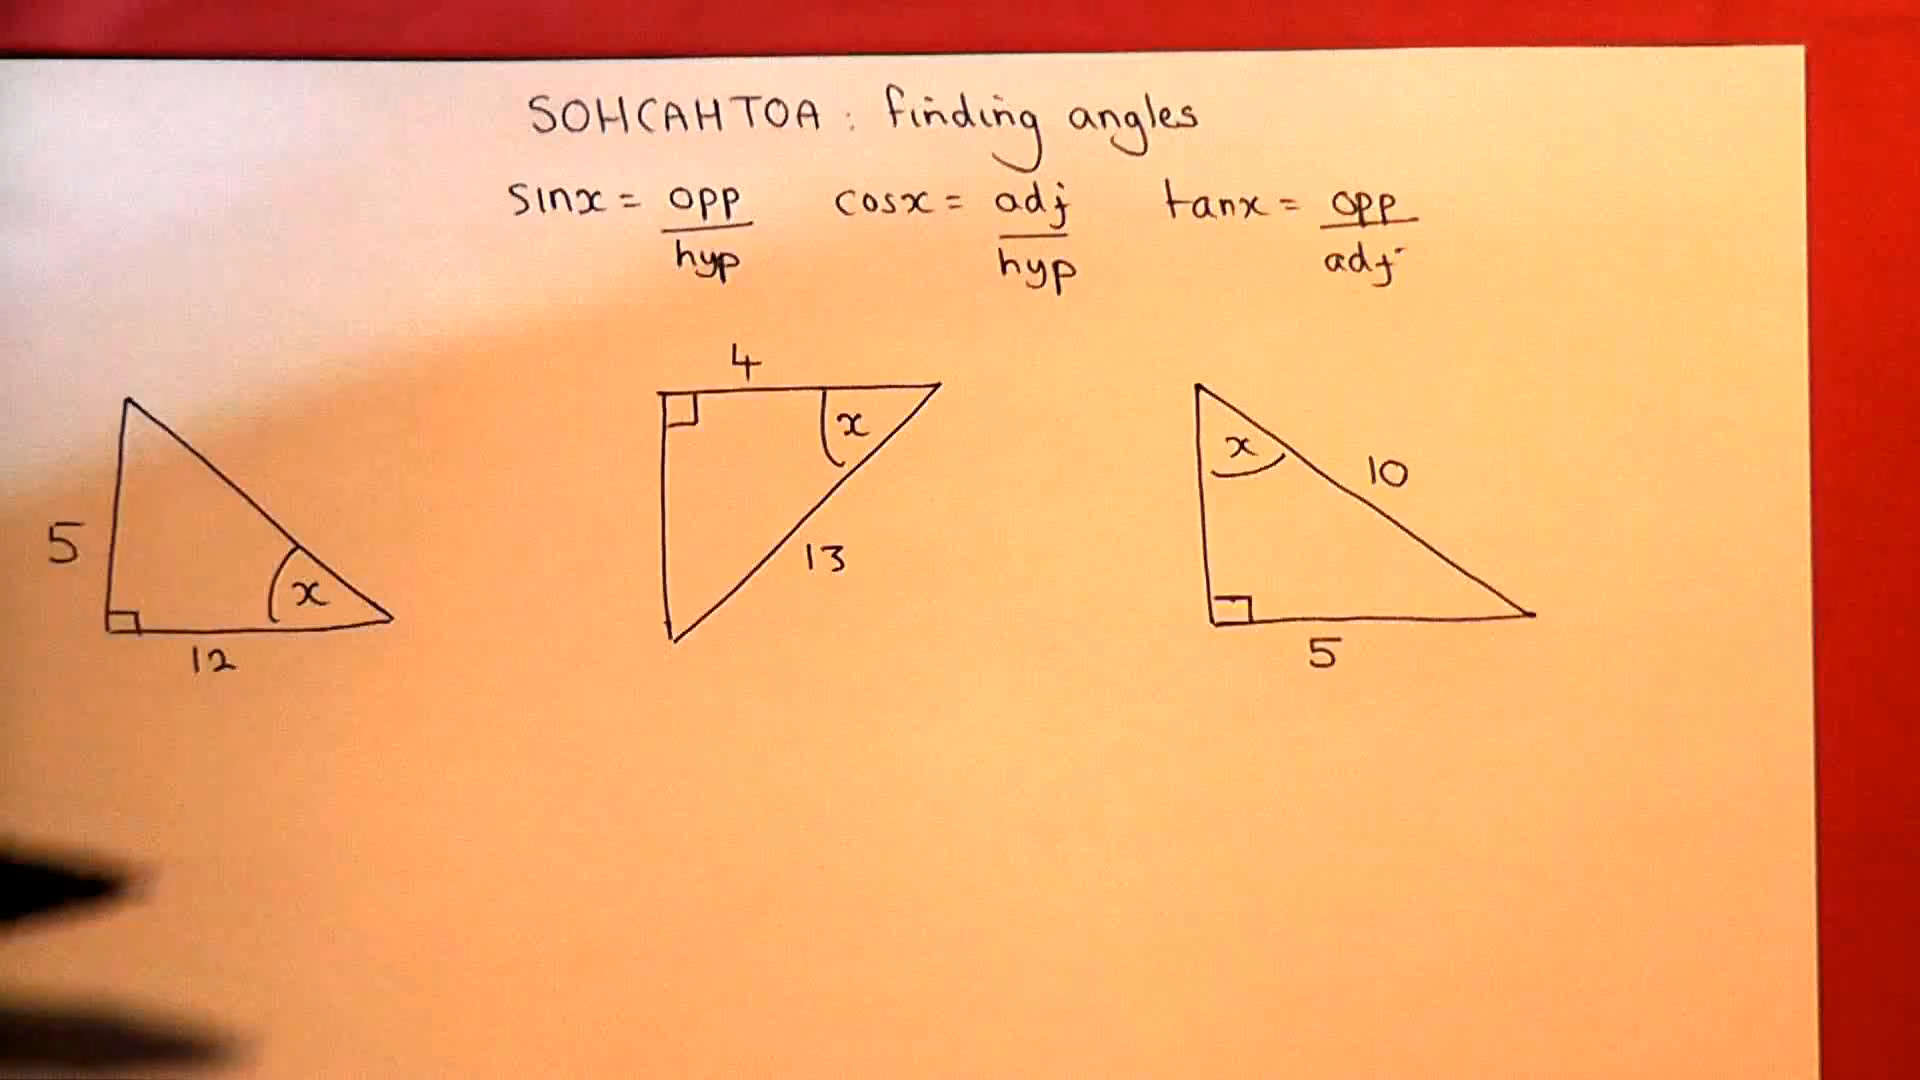 SOHCAHTOA: finding angles
sinx = opp/hyp cosx = adj/hyp tanx = opp/adj
4
x
x
10
5
13
x
12
5